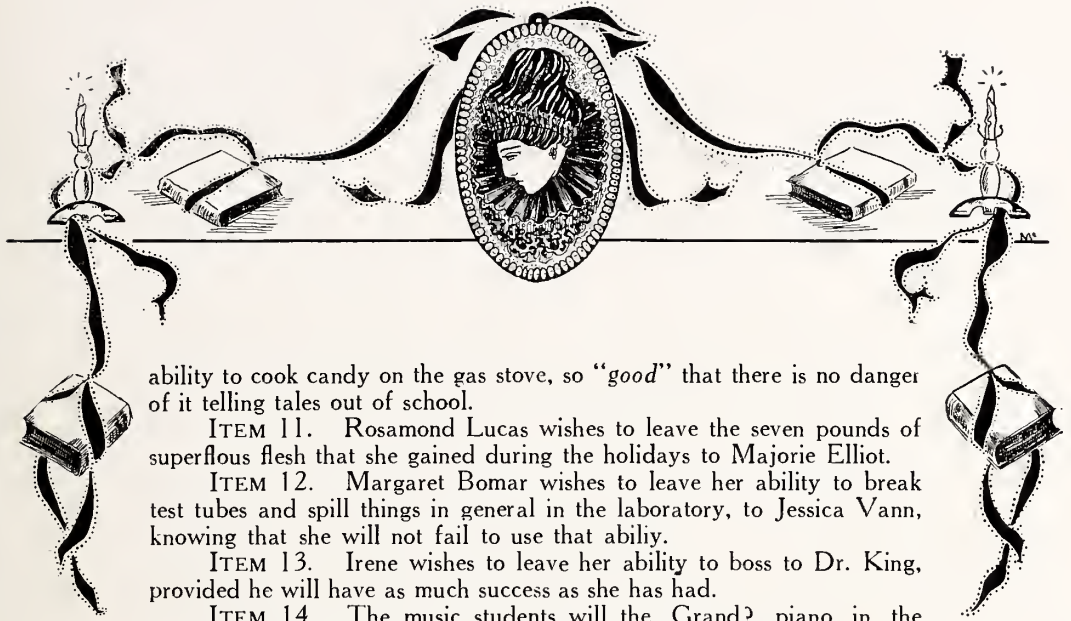 Mc
ability to cook candy on the gas stove, so “good” that there is no danger
of it telling tales out of school.
ITEM 11. Rosamond Lucas wishes to leave the seven pounds of
superflous flesh that she gained during the holidays to Majorie Elliot.
ITEM 12. Margaret Bomar wishes to leave her ability to break
test tubes and spill things in general in the laboratory, to Jessica Vann,
knowing that she will not fail to use that abiliy.
ITEM 13. Irene wishes to leave her ability to boss to Dr. King,
provided he will have as much success as she has had.
ITEM 14. The music students will the Grand? piano in the